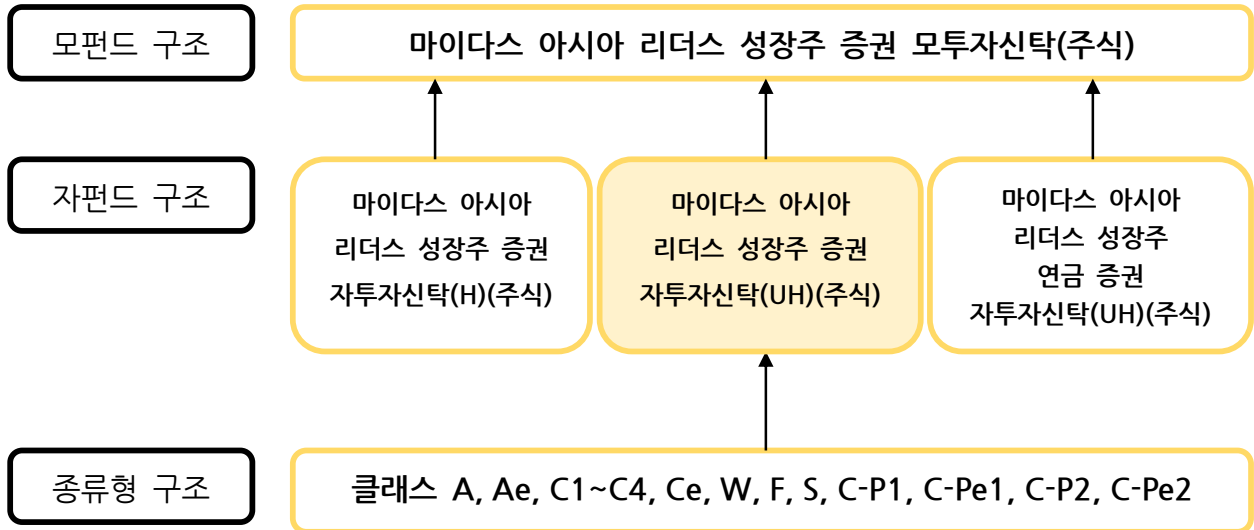 모펀드 구조
마이다스 아시아 리더스 성장주 증권 모투자신탁(주식)
자펀드 구조
마이다스 아시아
리더스 성장주 증권
자투자신탁(H)(주식)
마이다스 아시아
리더스 성장주 증권
자투자신탁(UH)(주식)
마이다스 아시아
리더스 성장주
연금 증권
자투자신탁(UH)(주식)
종류형 구조
클래스 A, Ae, C1~C4, Ce, W, F, S, C-P1, C-Pe1, C-P2, C-Pe2